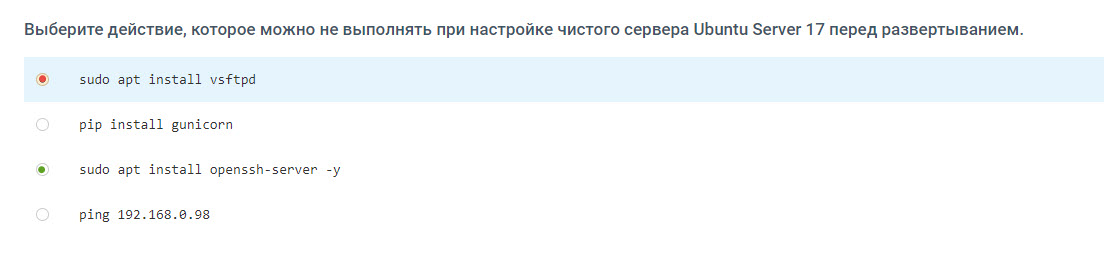 Выберите действие, которое можно не выполнять при настройке чистого сервера Ubuntu Server 17 перед развертыванием.
sudo apt install vsftpd
pip install gunicorn
sudo apt install openssh-server -y
ping 192.168.0.98